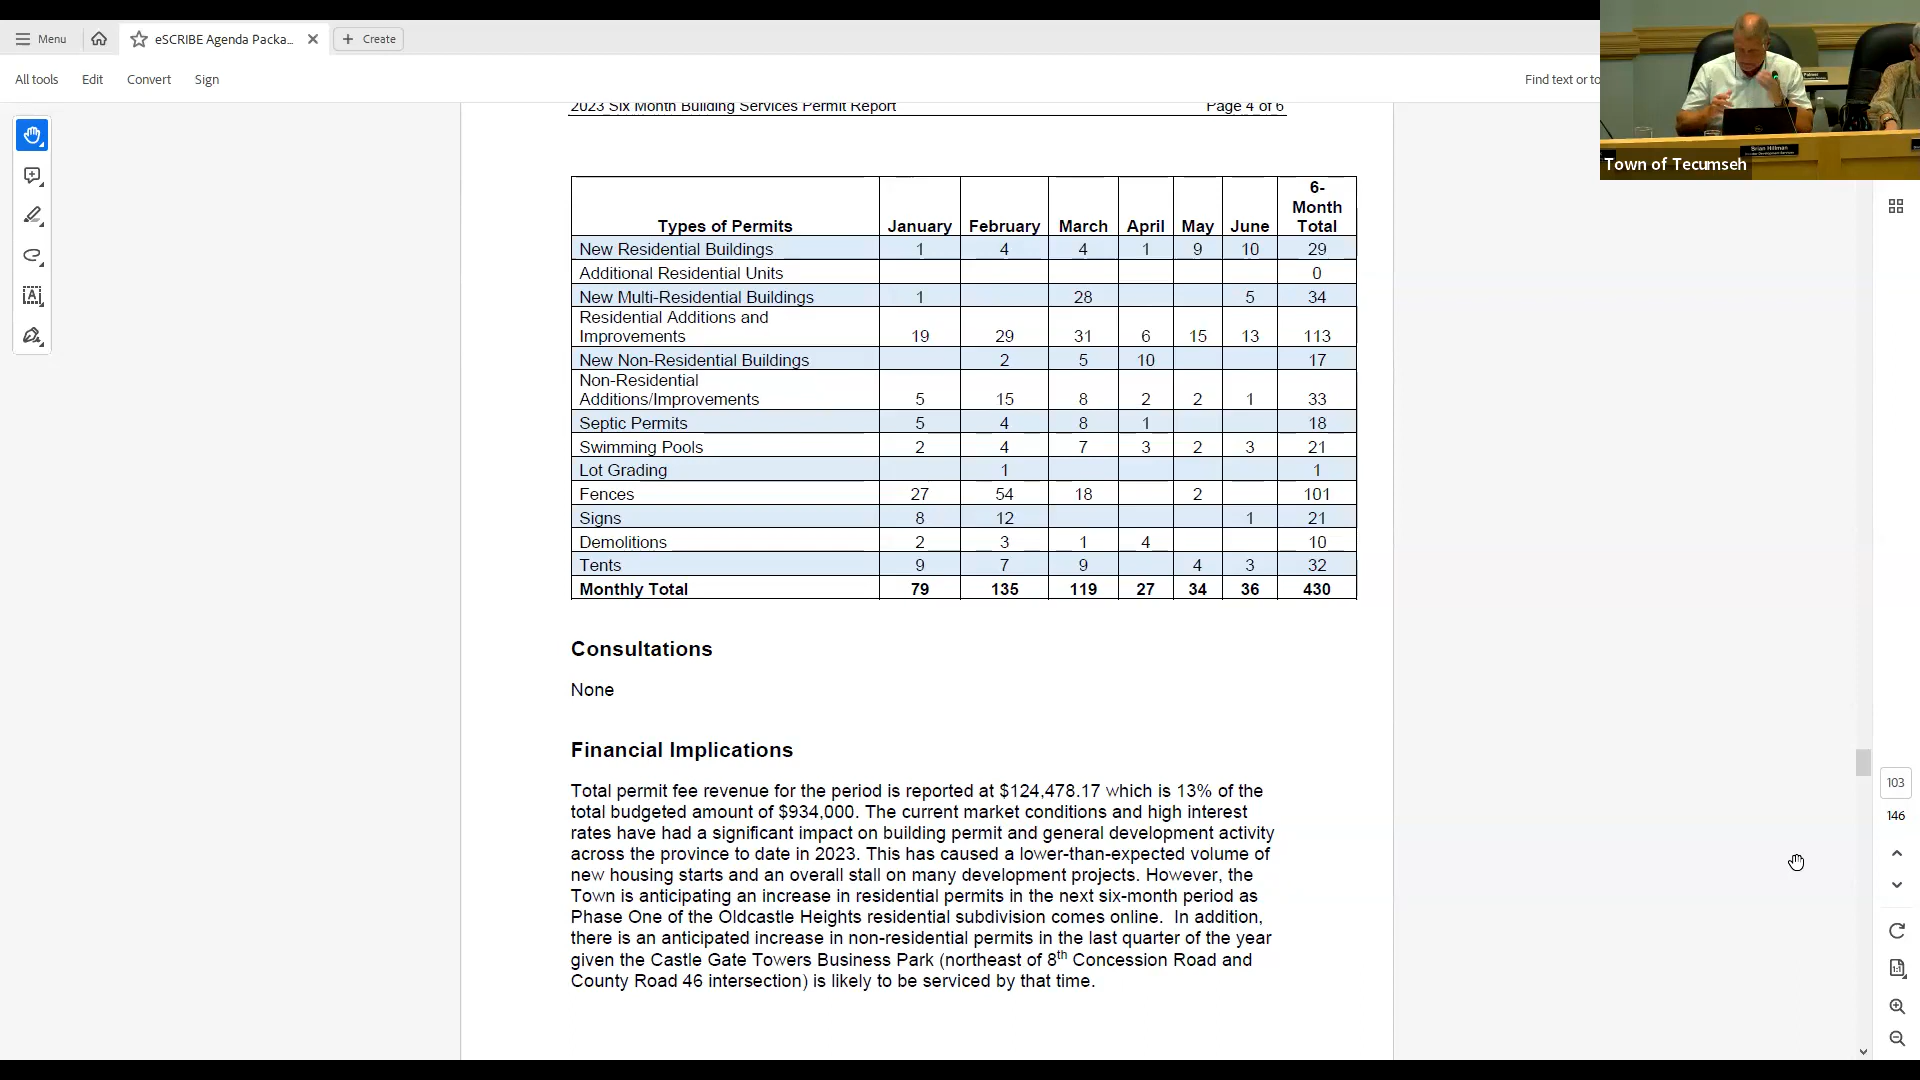 Menu
eSCRIBE Agenda Packa...
Create
All tools Edit Convert Sign
Find text or to
Brian Hillman
Town of Tecumseh
2023 Six Month Building Services Permit Report Page 4 of 6
Types of Permits January February March April May June 6-Month Total
New Residential Buildings 1 4 4 1 9 10 29
Additional Residential Units 0
New Multi-Residential Buildings 1 28 5 34
Residential Additions and
Improvements 19 29 31 6 15 13 113
New Non-Residential Buildings 2 5 10 17
Non-Residential
Additions/Improvements 5 15 8 2 2 1 33
Septic Permits 5 4 8 1 18
Swimming Pools 2 4 7 3 2 3 21
Lot Grading 1 1
Fences 27 54 18 2 101
Signs 8 12 1 21
Demolitions 2 3 1 4 10
Tents 9 7 9 4 3 32
Monthly Total 79 135 119 27 34 36 430
Consultations
None
Financial Implications
Total permit fee revenue for the period is reported at $124,478.17 which is 13% of the
total budgeted amount of $934,000. The current market conditions and high interest
rates have had a significant impact on building permit and general development activity
across the province to date in 2023. This has caused a lower-than-expected volume of
new housing starts and an overall stall on many development projects. However, the
Town is anticipating an increase in residential permits in the next six-month period as
Phase One of the Oldcastle Heights residential subdivision comes online. In addition,
there is an anticipated increase in non-residential permits in the last quarter of the year
given the Castle Gate Towers Business Park (northeast of 8th Concession Road and
County Road 46 intersection) is likely to be serviced by that time.
103
146